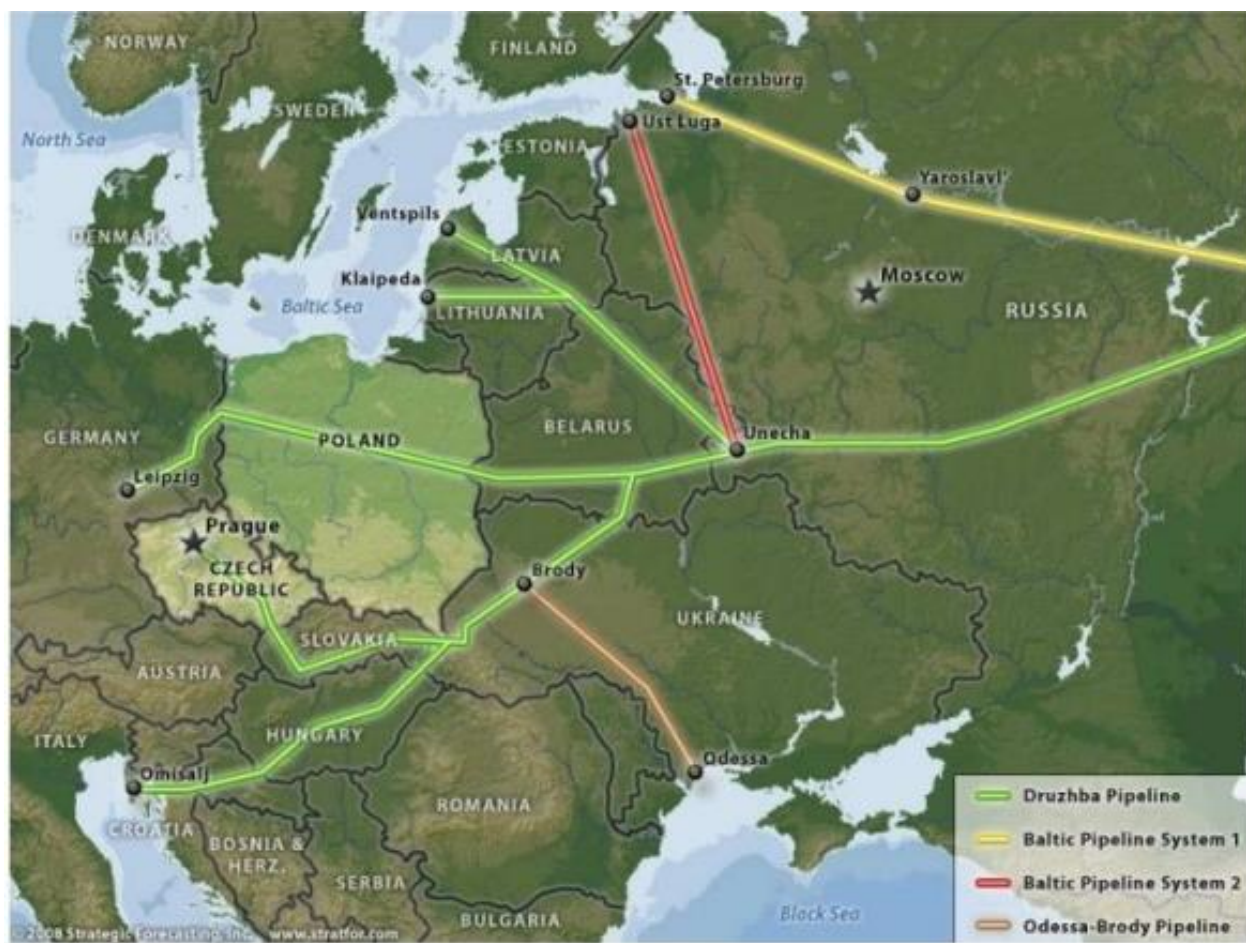 NORWAY
FINLAND
St. Petersburg
SWEDEN
Ust Luga
North Sea
ESTONIA
Yaroslavl'
Ventspils
DENMARK
LATVIA
Klaipeda
Moscow
Baltic Sea
LITHUANIA
RUSSIA
GERMANY
POLAND
BELARUS
Unecha
Leipzig
Prague
CZECH
REPUBLIC
Brody
UKRAINE
SLOVAKIA
AUSTRIA
ITALY
HUNGARY
Omisalj
Odessa
CROATIA
ROMANIA
BOSNIA &
HERZ.
SERBIA
BULGARIA
Black Sea
Druzhba Pipeline
Baltic Pipeline System 1
Baltic Pipeline System 2
Odessa-Brody Pipeline
©2008 Strategic Forecasting, Inc. www.stratfor.com